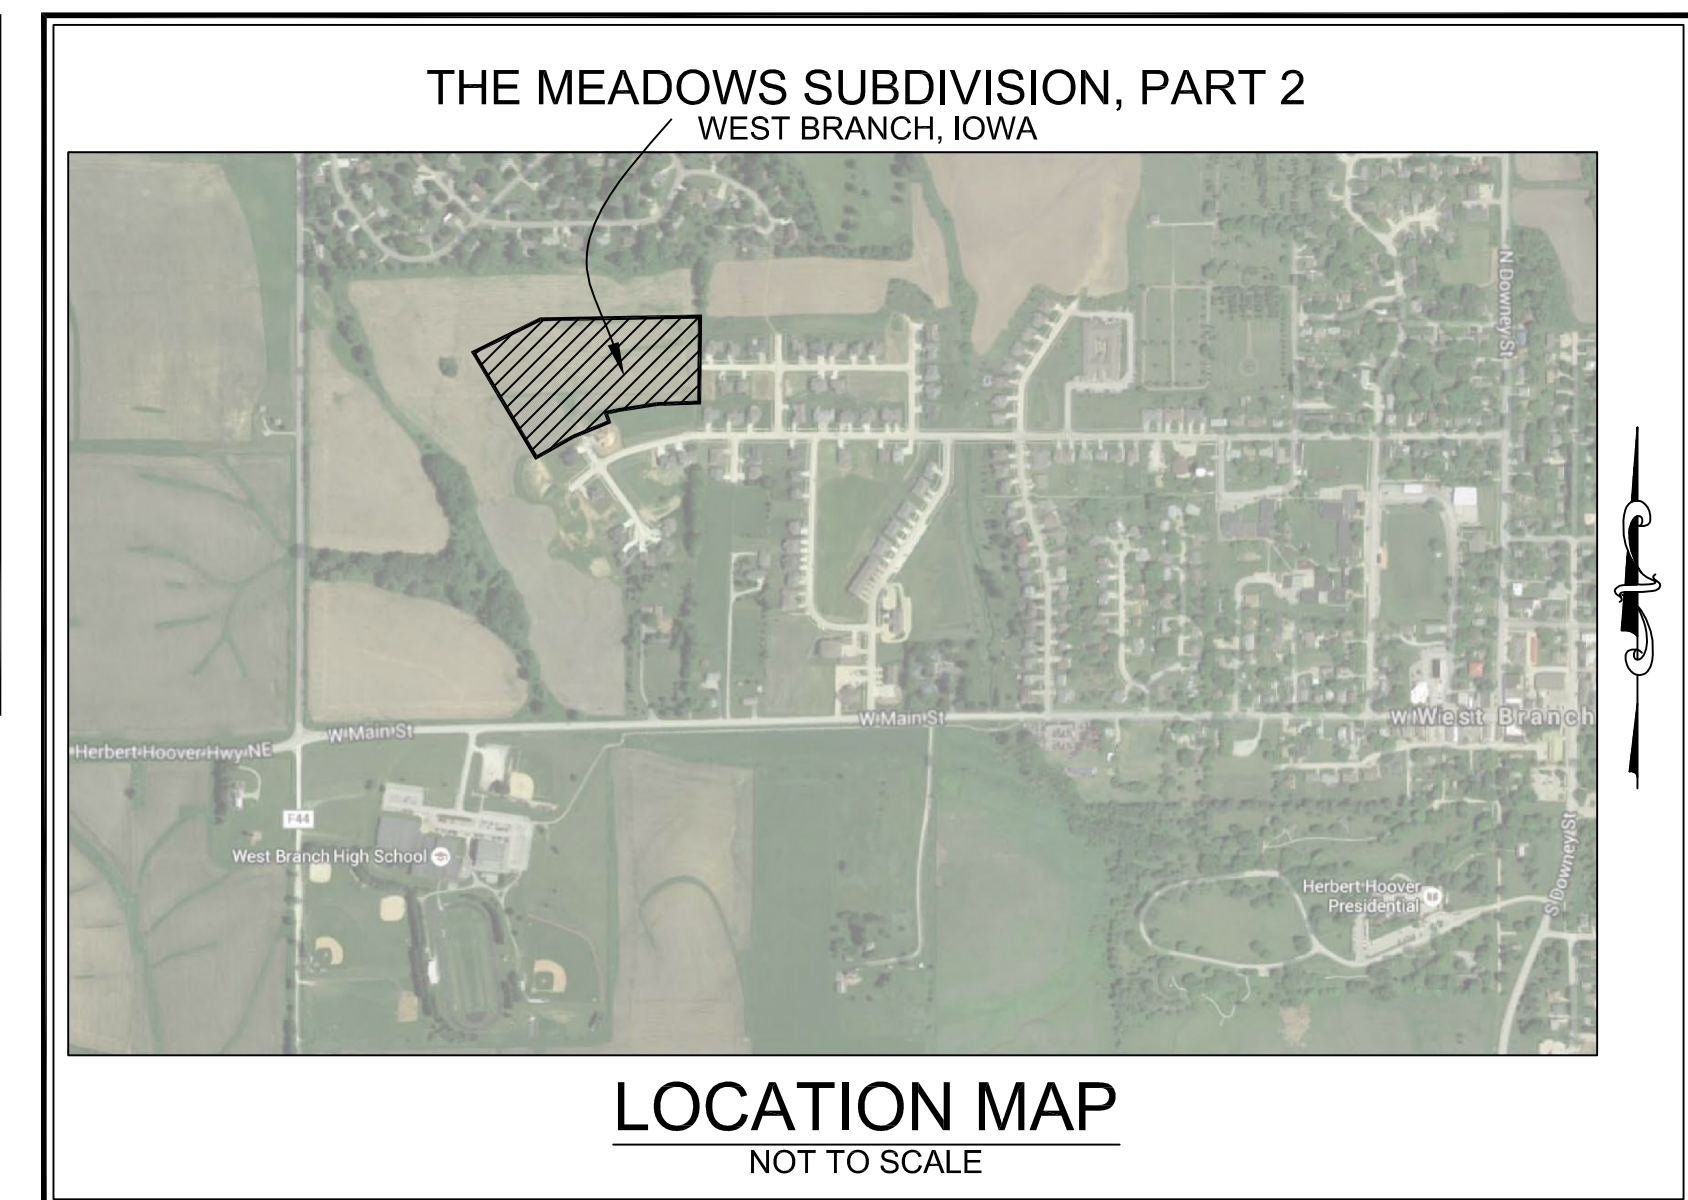 THE MEADOWS SUBDIVISION, PART 2
WEST BRANCH, IOWA
N Downey St
W Main St
West Branch
W Main St
Herbert Hoover Hwy NE
F44
West Branch High School
S Downey St
Herbert Hoover
Presidential
LOCATION MAP
NOT TO SCALE